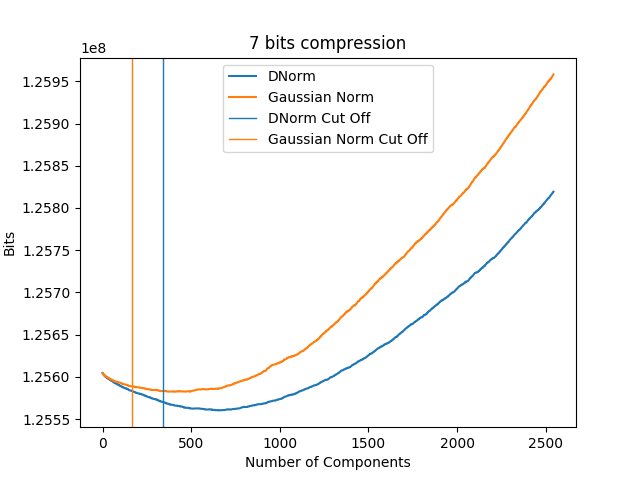 7 bits compression
1e8
DNorm
Gaussian Norm
DNorm Cut Off
Gaussian Norm Cut Off
1.2595
1.2590
1.2585
1.2580
1.2575
1.2570
1.2565
1.2560
1.2555
Bits
0 500 1000 1500 2000 2500
Number of Components